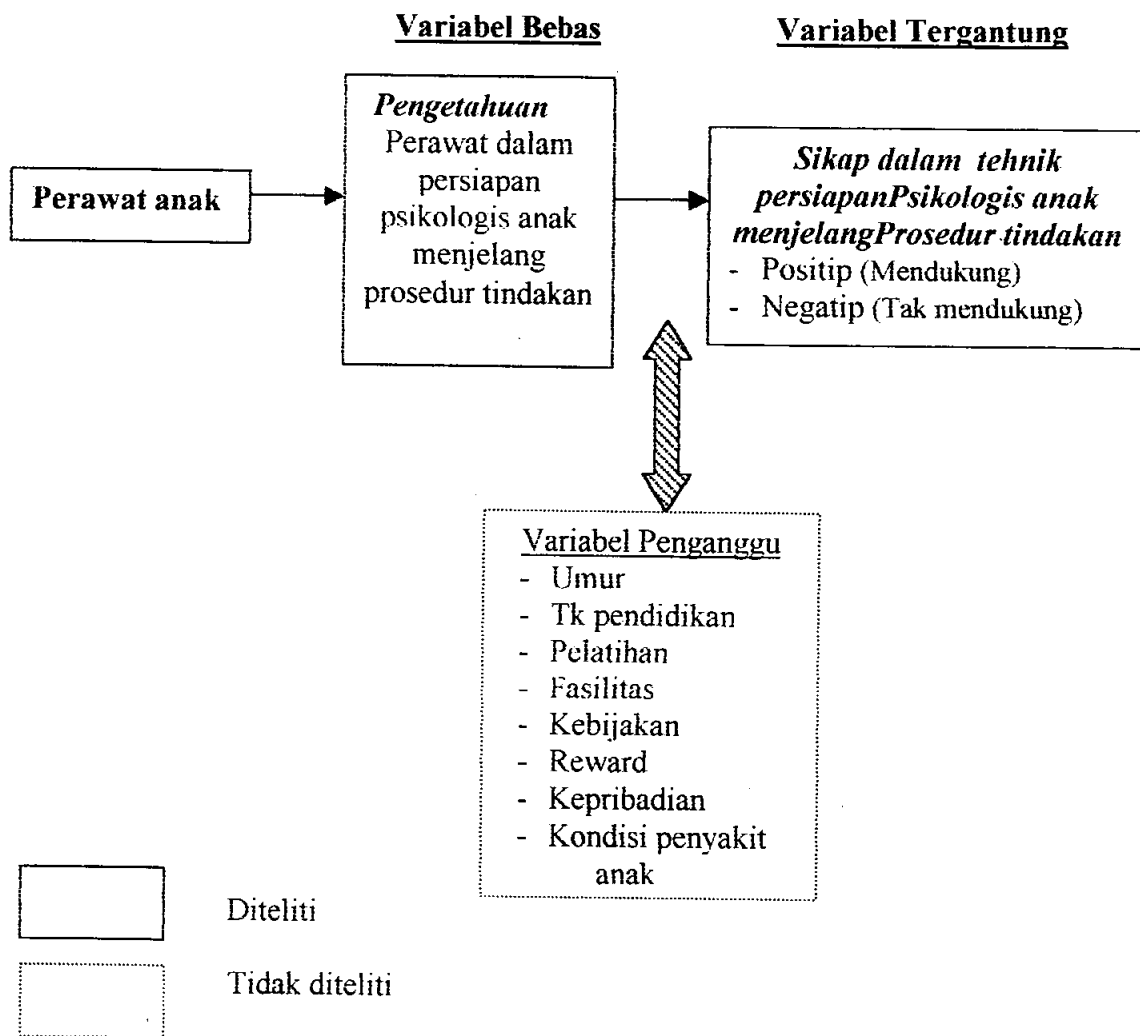 Variabel Bebas
Variabel Tergantung
Perawat anak
Pengetahuan
Perawat dalam
persiapan
psikologis anak
menjelang
prosedur tindakan
Sikap dalam tehnik
persiapanPsikologis anak
menjelangProsedur tindakan
- Positip (Mendukung)
- Negatip (Tak mendukung)
Variabel Penganggu
- Umur
- Tk pendidikan
- Pelatihan
- Fasilitas
- Kebijakan
- Reward
- Kepribadian
- Kondisi penyakit
anak
Diteliti
Tidak diteliti